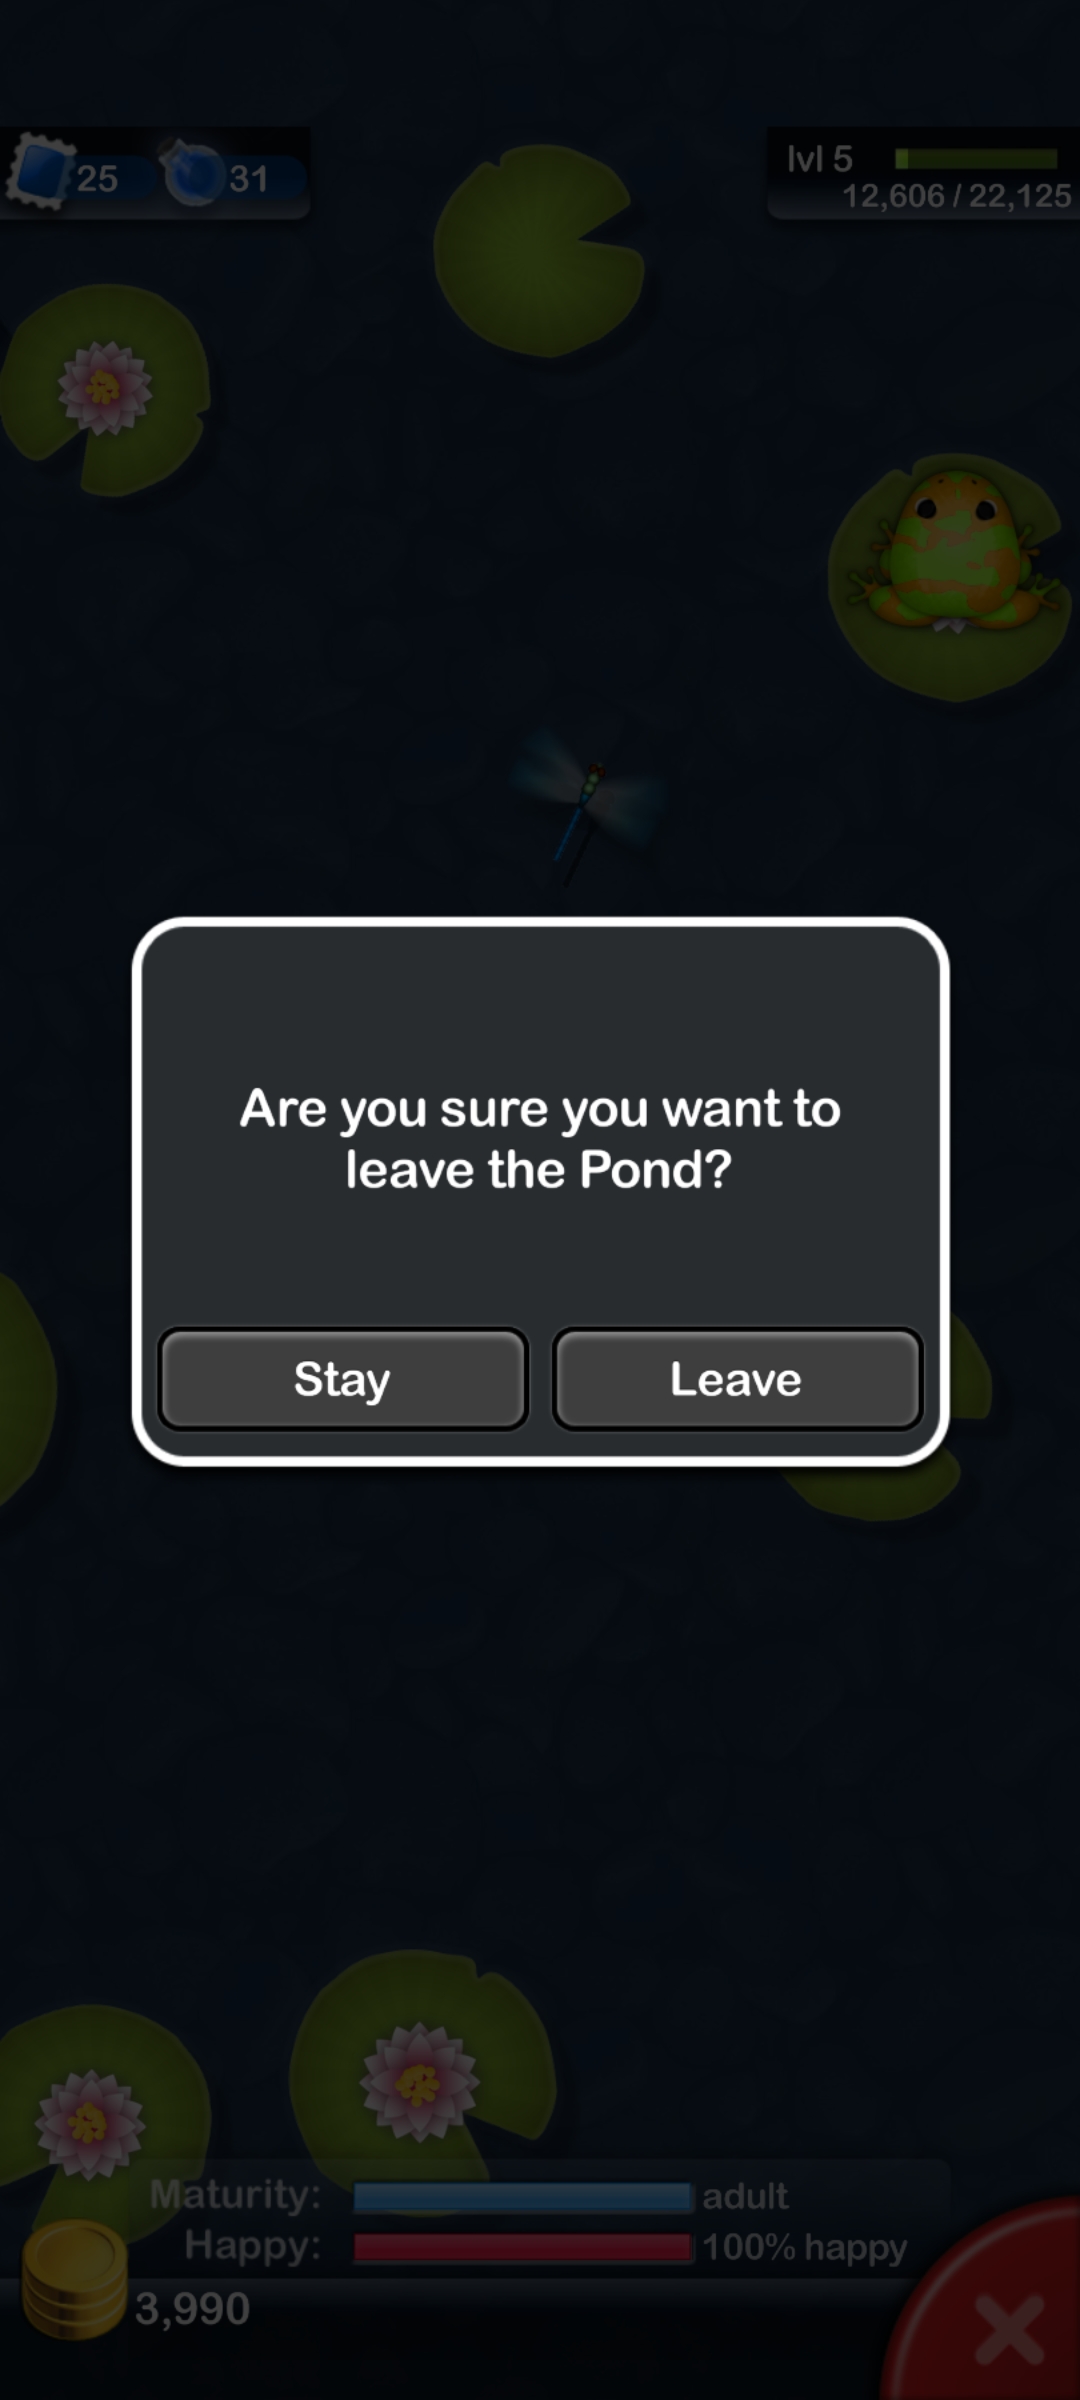 25 31
lvl 5
12,606 / 22,125
Are you sure you want to
leave the Pond?
Stay Leave
Maturity: adult
Happy: 100% happy
3,990